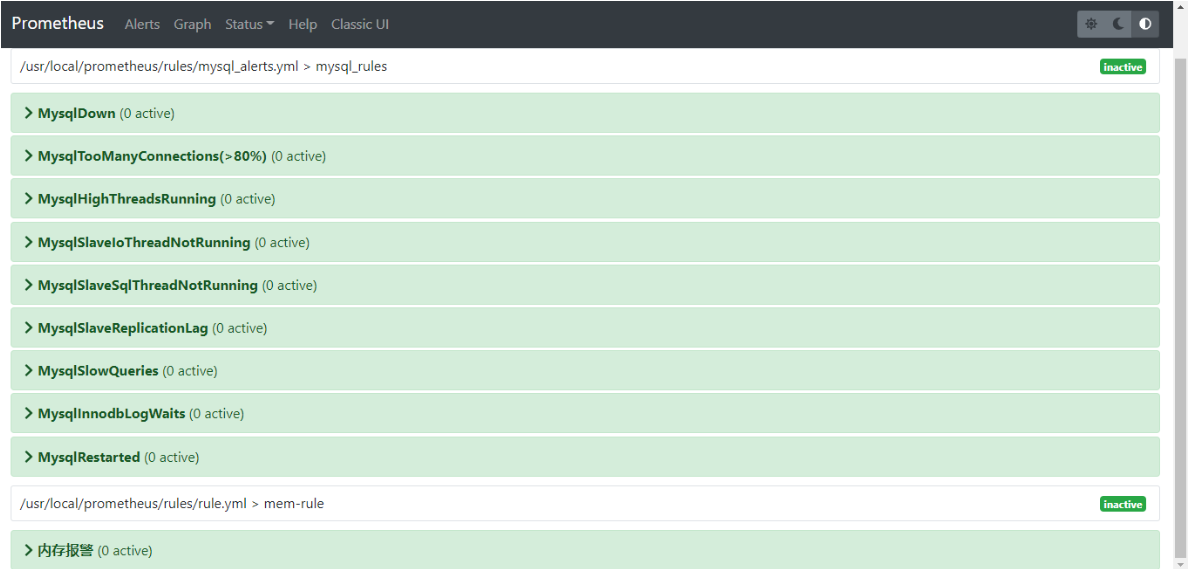 Prometheus Alerts Graph Status Help Classic UI
/usr/local/prometheus/rules/mysql_alerts.yml > mysql_rules inactive
MysqlDown (0 active)
MysqlTooManyConnections(>80%) (0 active)
MysqlHighThreadsRunning (0 active)
MysqlSlaveIoThreadNotRunning (0 active)
MysqlSlaveSqlThreadNotRunning (0 active)
MysqlSlaveReplicationLag (0 active)
MysqlSlowQueries (0 active)
MysqlInnodbLogWaits (0 active)
MysqlRestarted (0 active)
/usr/local/prometheus/rules/rule.yml > mem-rule inactive
内存报警 (0 active)